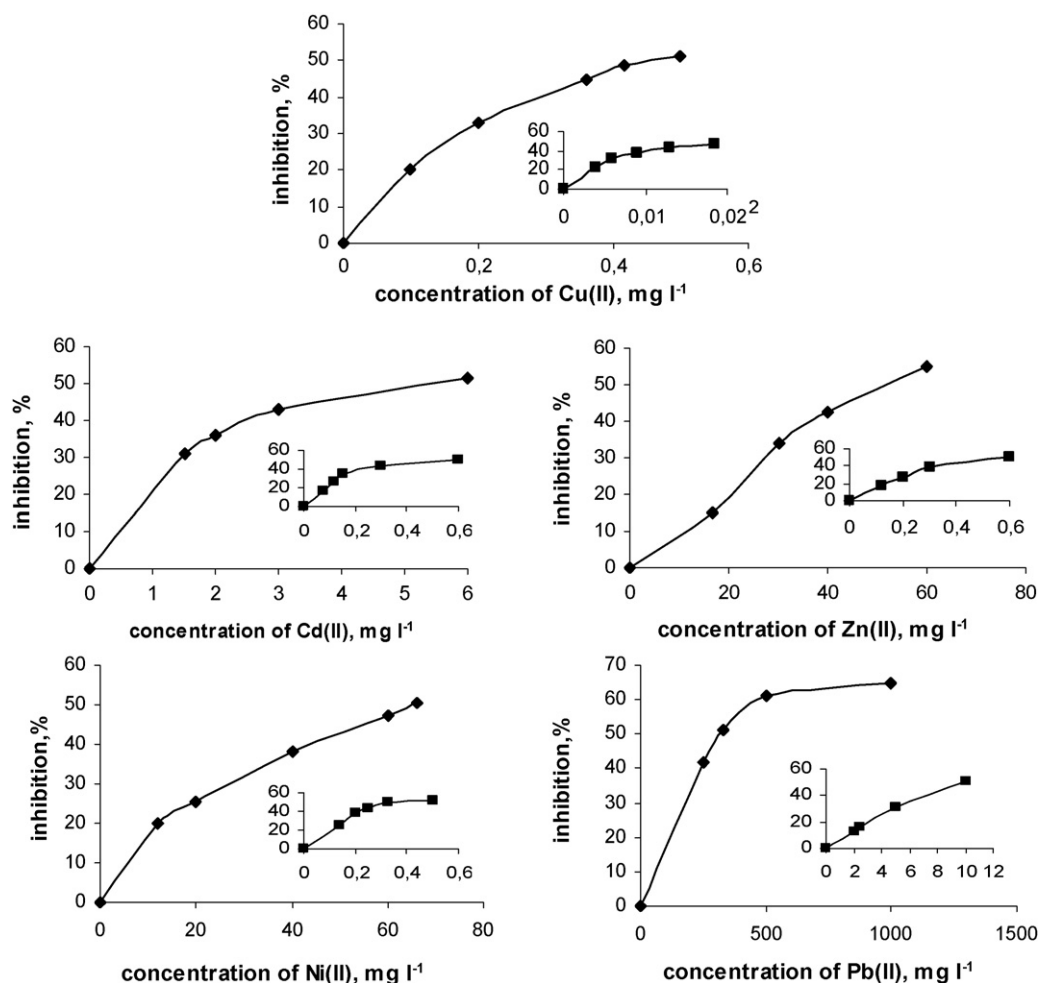 60
50
40
30
20
10
0
inhibition, %
60
40
20
0
0 0,01 0,02²
0 0,2 0,4 0,6
concentration of Cu(II), mg l⁻¹
60
50
40
30
20
10
0
inhibition, %
60
40
20
0
0 0,2 0,4 0,6
0 1 2 3 4 5 6
concentration of Cd(II), mg l⁻¹
60
50
40
30
20
10
0
inhibition, %
60
40
20
0
0 0,2 0,4 0,6
0 20 40 60 80
concentration of Zn(II), mg l⁻¹
60
50
40
30
20
10
0
inhibition,%
60
40
20
0
0 0,2 0,4 0,6
0 20 40 60 80
concentration of Ni(II), mg l⁻¹
70
60
50
40
30
20
10
0
inhibition,%
60
40
20
0
0 2 4 6 8 10 12
0 500 1000 1500
concentration of Pb(II), mg l⁻¹